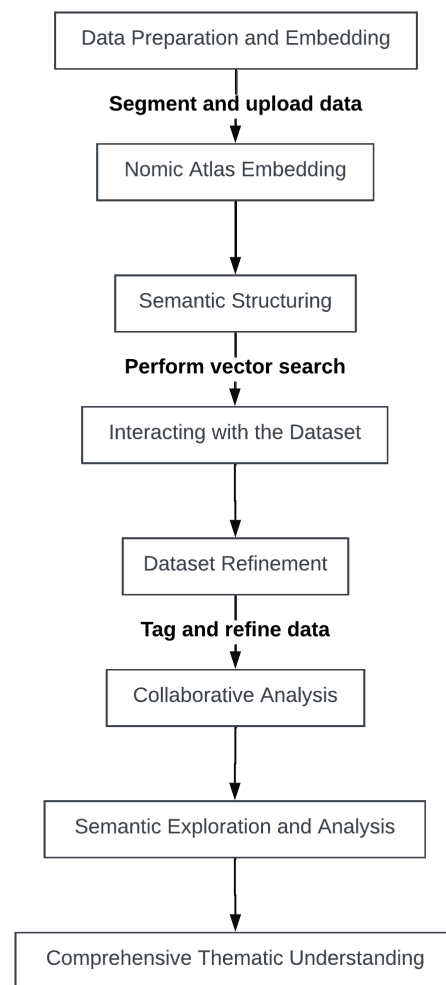 Data Preparation and Embedding
Segment and upload data
Nomic Atlas Embedding
Semantic Structuring
Perform vector search
Interacting with the Dataset
Dataset Refinement
Tag and refine data
Collaborative Analysis
Semantic Exploration and Analysis
Comprehensive Thematic Understanding